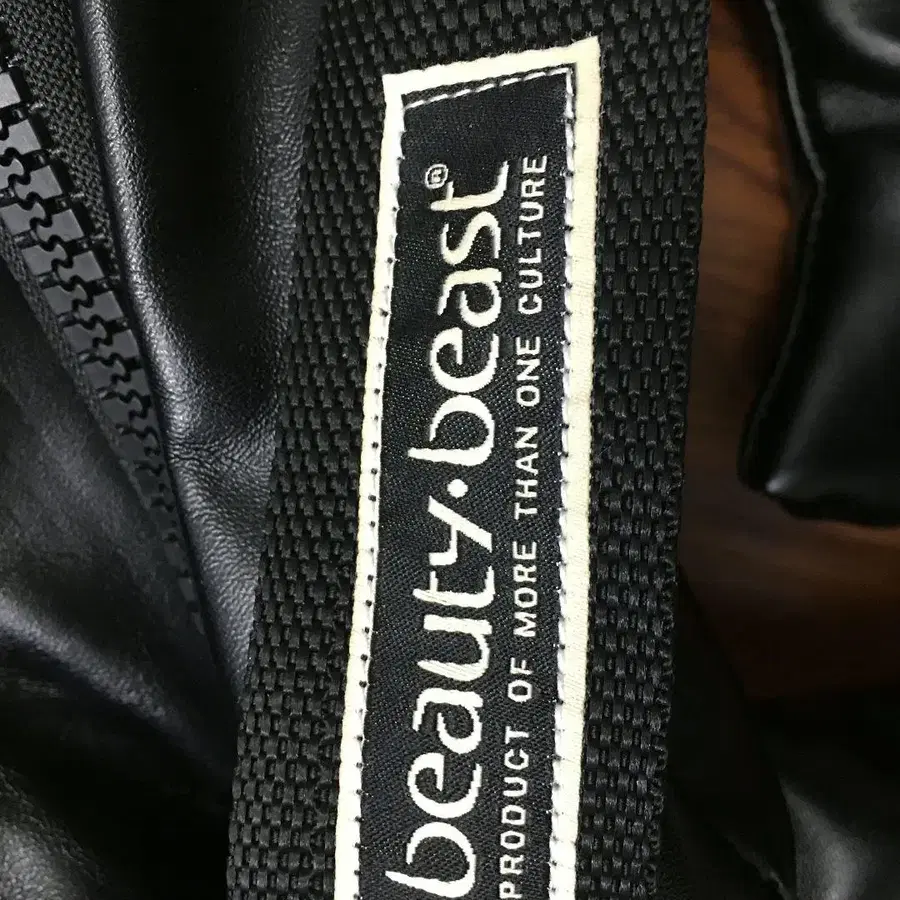 beauty·beast®
PRODUCT OF MORE THAN ONE CULTURE